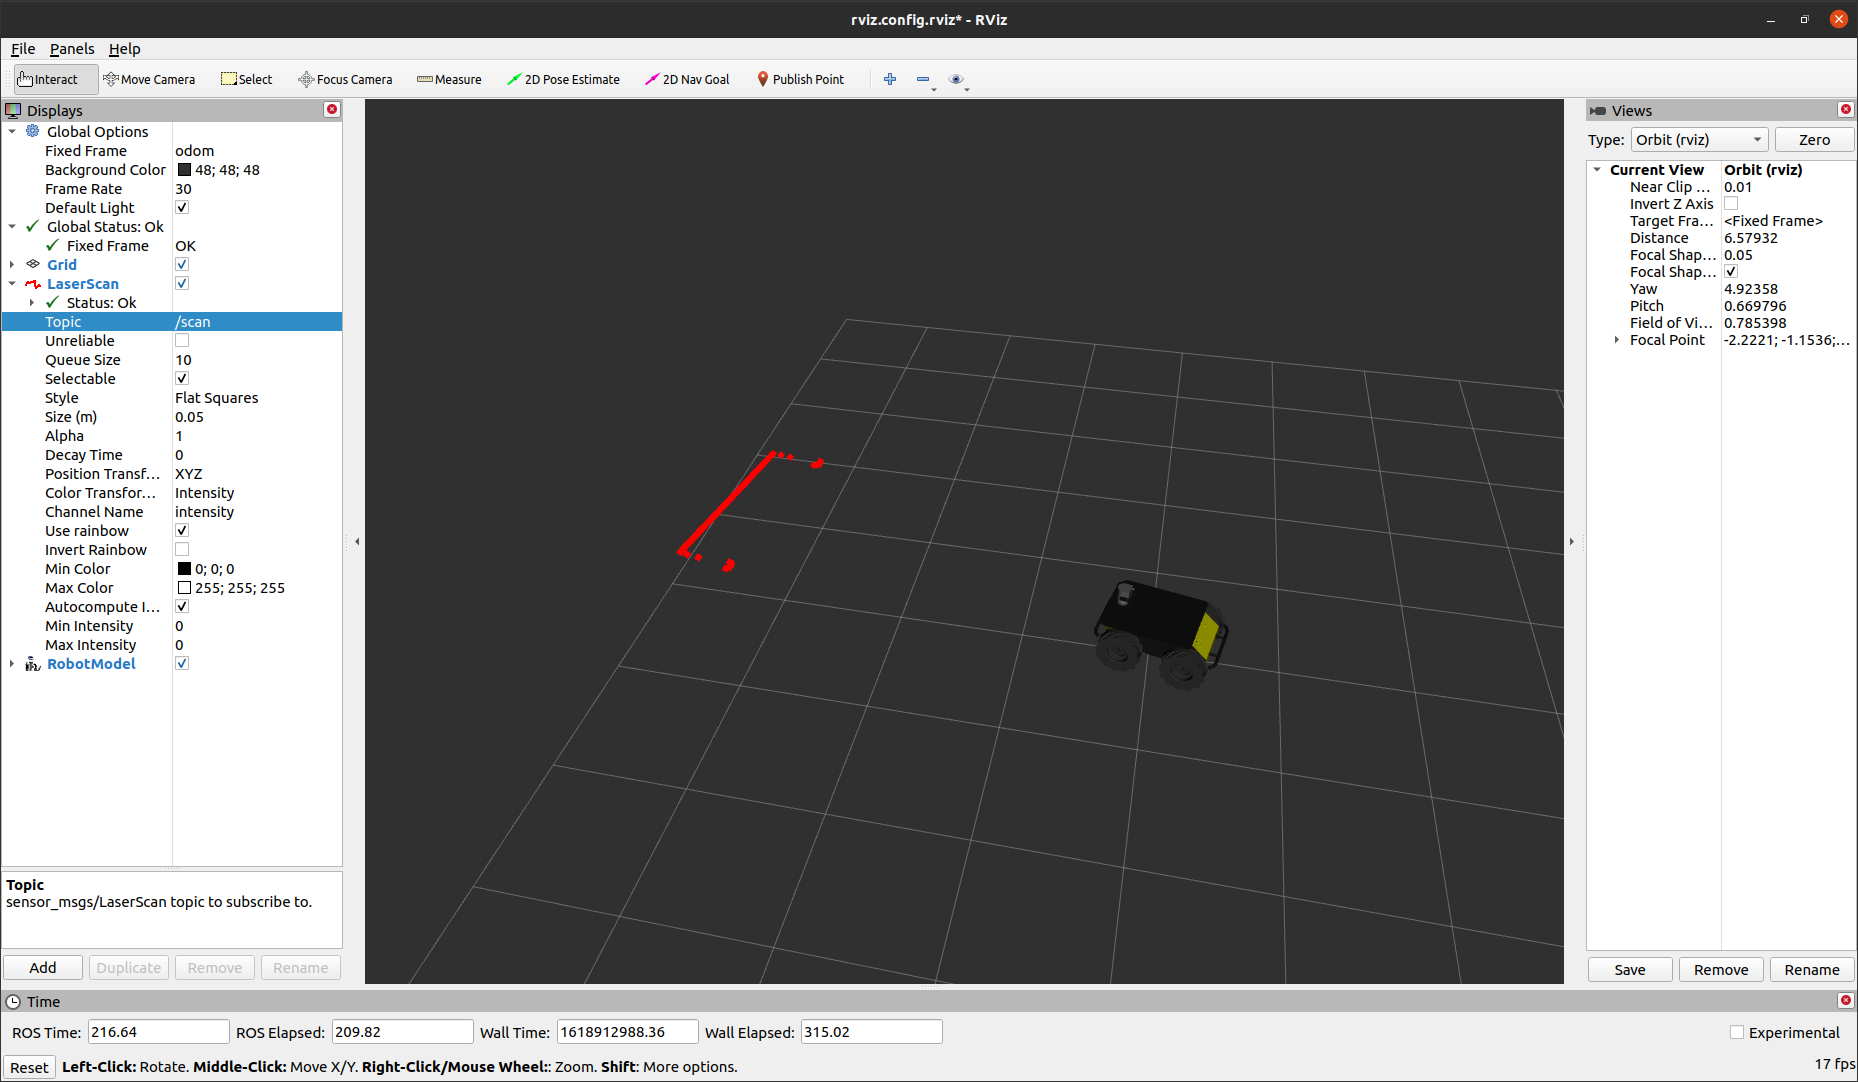 rviz.config.rviz* - RViz
File Panels Help
Interact Move Camera Select Focus Camera Measure 2D Pose Estimate 2D Nav Goal Publish Point
Displays
Global Options
Fixed Frame odom
Background Color 48; 48; 48
Frame Rate 30
Default Light
Global Status: Ok
Fixed Frame OK
Grid
LaserScan
Status: Ok
Topic /scan
Unreliable
Queue Size 10
Selectable
Style Flat Squares
Size (m) 0.05
Alpha 1
Decay Time 0
Position Transf... XYZ
Color Transfor... Intensity
Channel Name intensity
Use rainbow
Invert Rainbow
Min Color 0; 0; 0
Max Color 255; 255; 255
Autocompute I...
Min Intensity 0
Max Intensity 0
RobotModel
Topic
sensor_msgs/LaserScan topic to subscribe to.
Add Duplicate Remove Rename
Views
Type: Orbit (rviz) Zero
Current View Orbit (rviz)
Near Clip ... 0.01
Invert Z Axis
Target Fra... <Fixed Frame>
Distance 6.57932
Focal Shap... 0.05
Focal Shap...
Yaw 4.92358
Pitch 0.669796
Field of Vi... 0.785398
Focal Point -2.2221; -1.1536;...
Save Remove Rename
Time
ROS Time: 216.64 ROS Elapsed: 209.82 Wall Time: 1618912988.36 Wall Elapsed: 315.02 Experimental
Reset Left-Click: Rotate. Middle-Click: Move X/Y. Right-Click/Mouse Wheel:: Zoom. Shift: More options. 17 fps